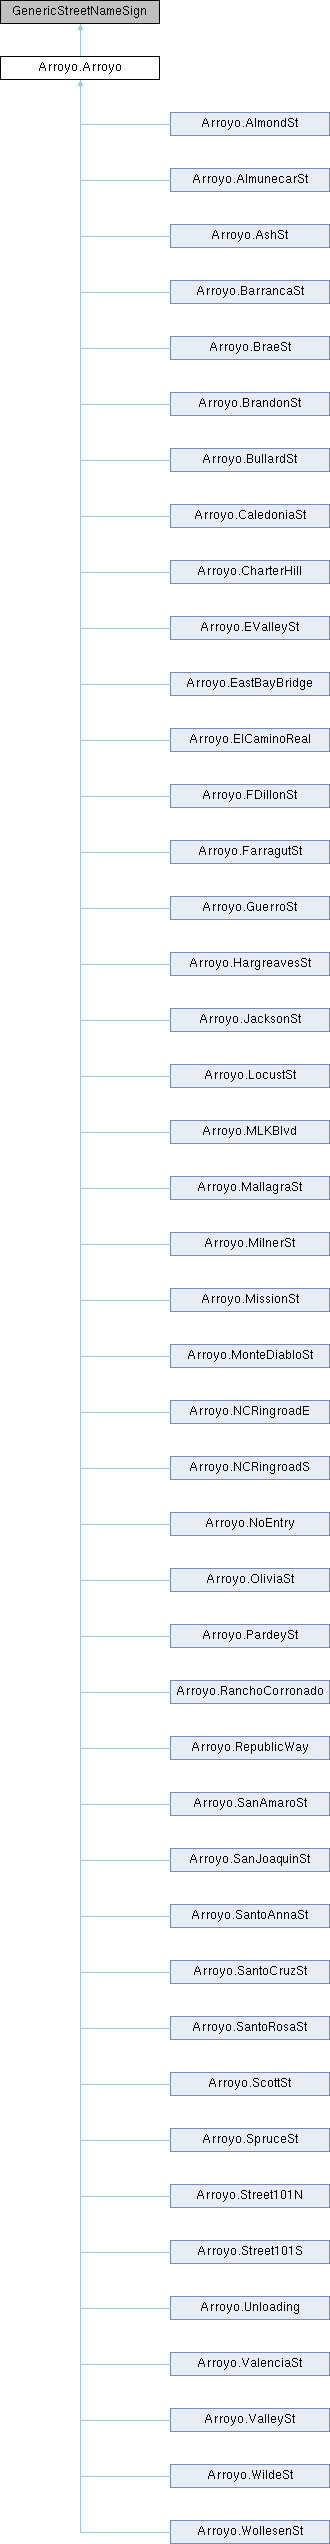 GenericStreetNameSign
Arroyo.Arroyo
Arroyo.AlmondSt
Arroyo.AlmunecarSt
Arroyo.AshSt
Arroyo.BarrancaSt
Arroyo.BraeSt
Arroyo.BrandonSt
Arroyo.BullardSt
Arroyo.CaledoniaSt
Arroyo.CharterHill
Arroyo.EValleySt
Arroyo.EastBayBridge
Arroyo.ElCaminoReal
Arroyo.FDillonSt
Arroyo.FarragutSt
Arroyo.GuerroSt
Arroyo.HargreavesSt
Arroyo.JacksonSt
Arroyo.LocustSt
Arroyo.MLKBlvd
Arroyo.MallagraSt
Arroyo.MilnerSt
Arroyo.MissionSt
Arroyo.MonteDiabloSt
Arroyo.NCRingroadE
Arroyo.NCRingroadS
Arroyo.NoEntry
Arroyo.OliviaSt
Arroyo.PardeySt
Arroyo.RanchoCorronado
Arroyo.RepublicWay
Arroyo.SanAmaroSt
Arroyo.SanJoaquinSt
Arroyo.SantoAnnaSt
Arroyo.SantoCruzSt
Arroyo.SantoRosaSt
Arroyo.ScottSt
Arroyo.SpruceSt
Arroyo.Street101N
Arroyo.Street101S
Arroyo.Unloading
Arroyo.ValenciaSt
Arroyo.ValleySt
Arroyo.WildeSt
Arroyo.WollesenSt